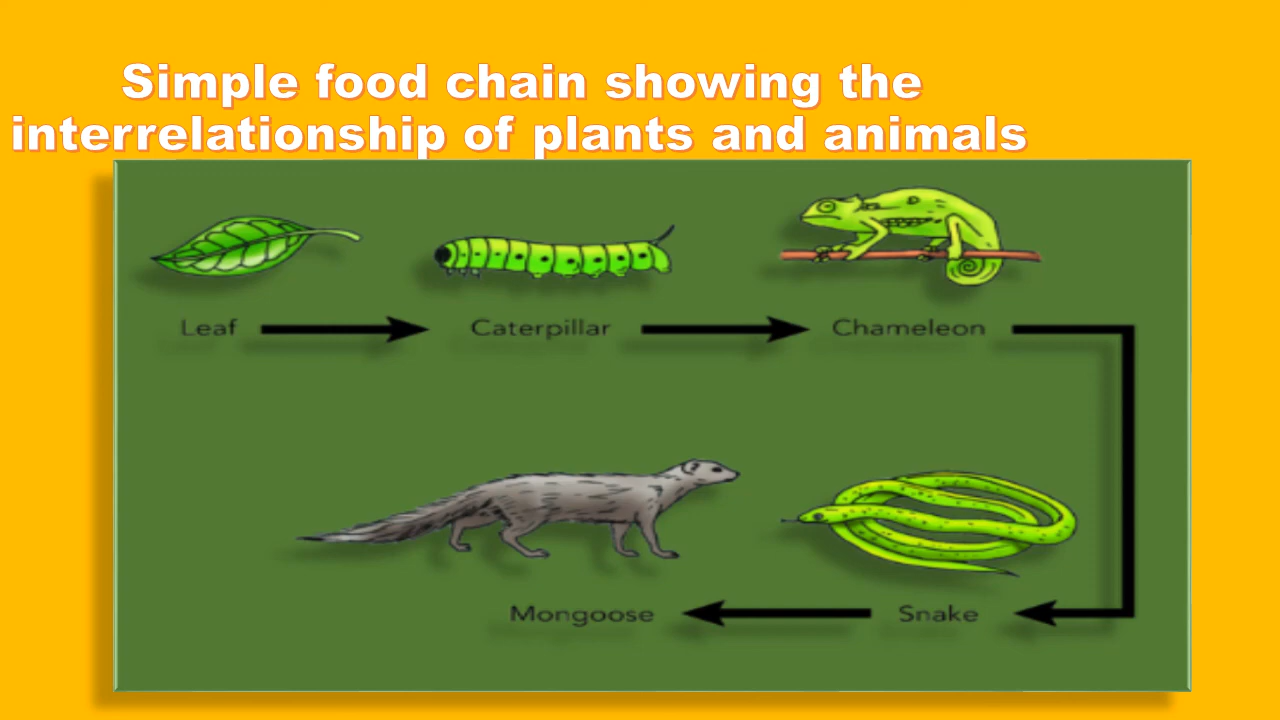 Simple food chain showing the
interrelationship of plants and animals
Leaf
Caterpillar
Chameleon
Mongoose
Snake